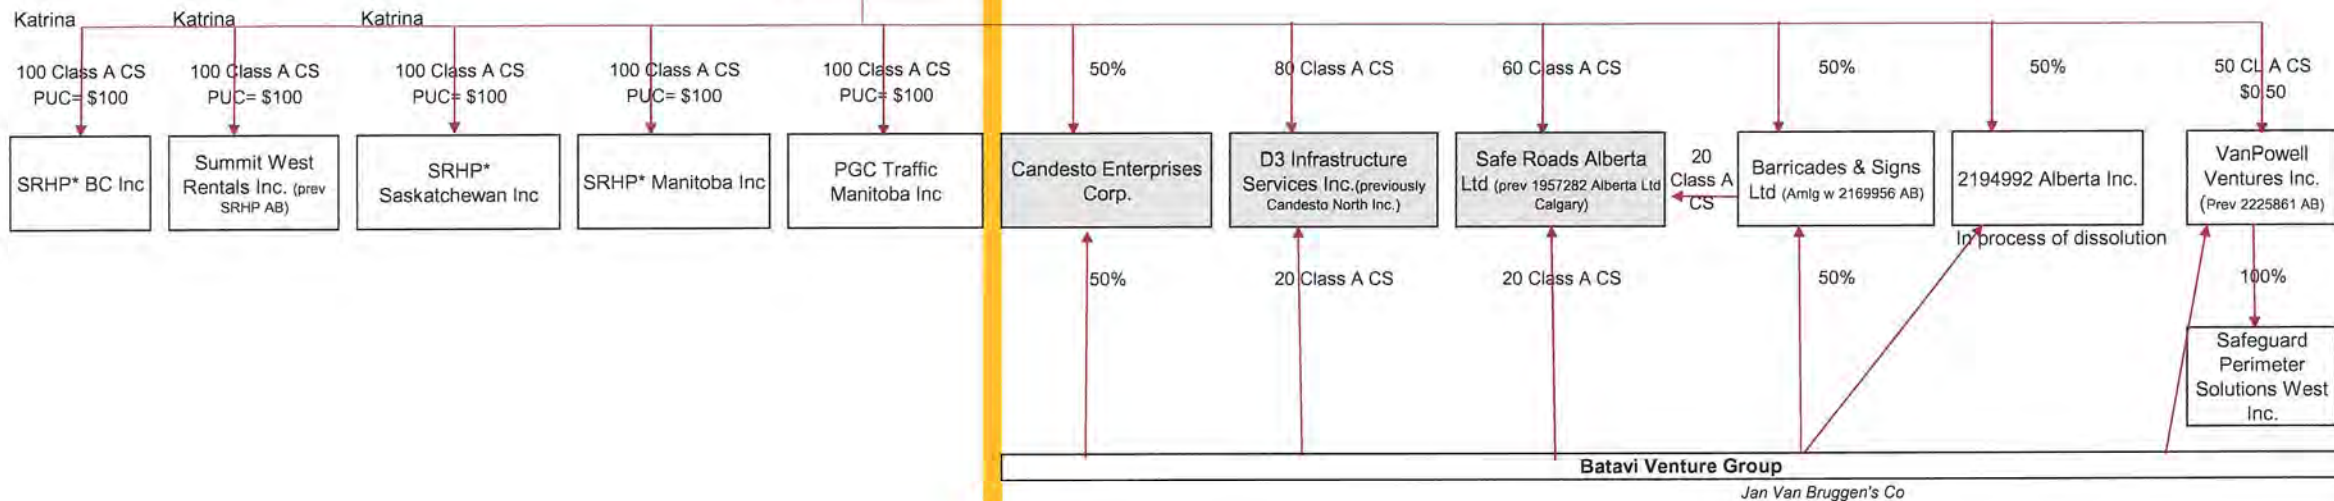 Katrina
Katrina
Katrina
100 Class A CS
PUC= $100
100 Class A CS
PUC= $100
100 Class A CS
PUC= $100
100 Class A CS
PUC= $100
100 Class A CS
PUC= $100
50%
80 Class A CS
60 Class A CS
50%
50%
50 CL A CS
$0.50
SRHP* BC Inc
Summit West
Rentals Inc. (prev
SRHP AB)
SRHP*
Saskatchewan Inc
SRHP* Manitoba Inc
PGC Traffic
Manitoba Inc
Candesto Enterprises
Corp.
D3 Infrastructure
Services Inc.(previously
Candesto North Inc.)
Safe Roads Alberta
Ltd (prev 1957282 Alberta Ltd
Calgary)
20
Class A
CS
Barricades & Signs
Ltd (Amlg w 2169956 AB)
2194992 Alberta Inc.
In process of dissolution
VanPowell
Ventures Inc.
(Prev 2225861 AB)
50%
20 Class A CS
20 Class A CS
50%
100%
Safeguard
Perimeter
Solutions West
Inc.
Batavi Venture Group
Jan Van Bruggen's Co